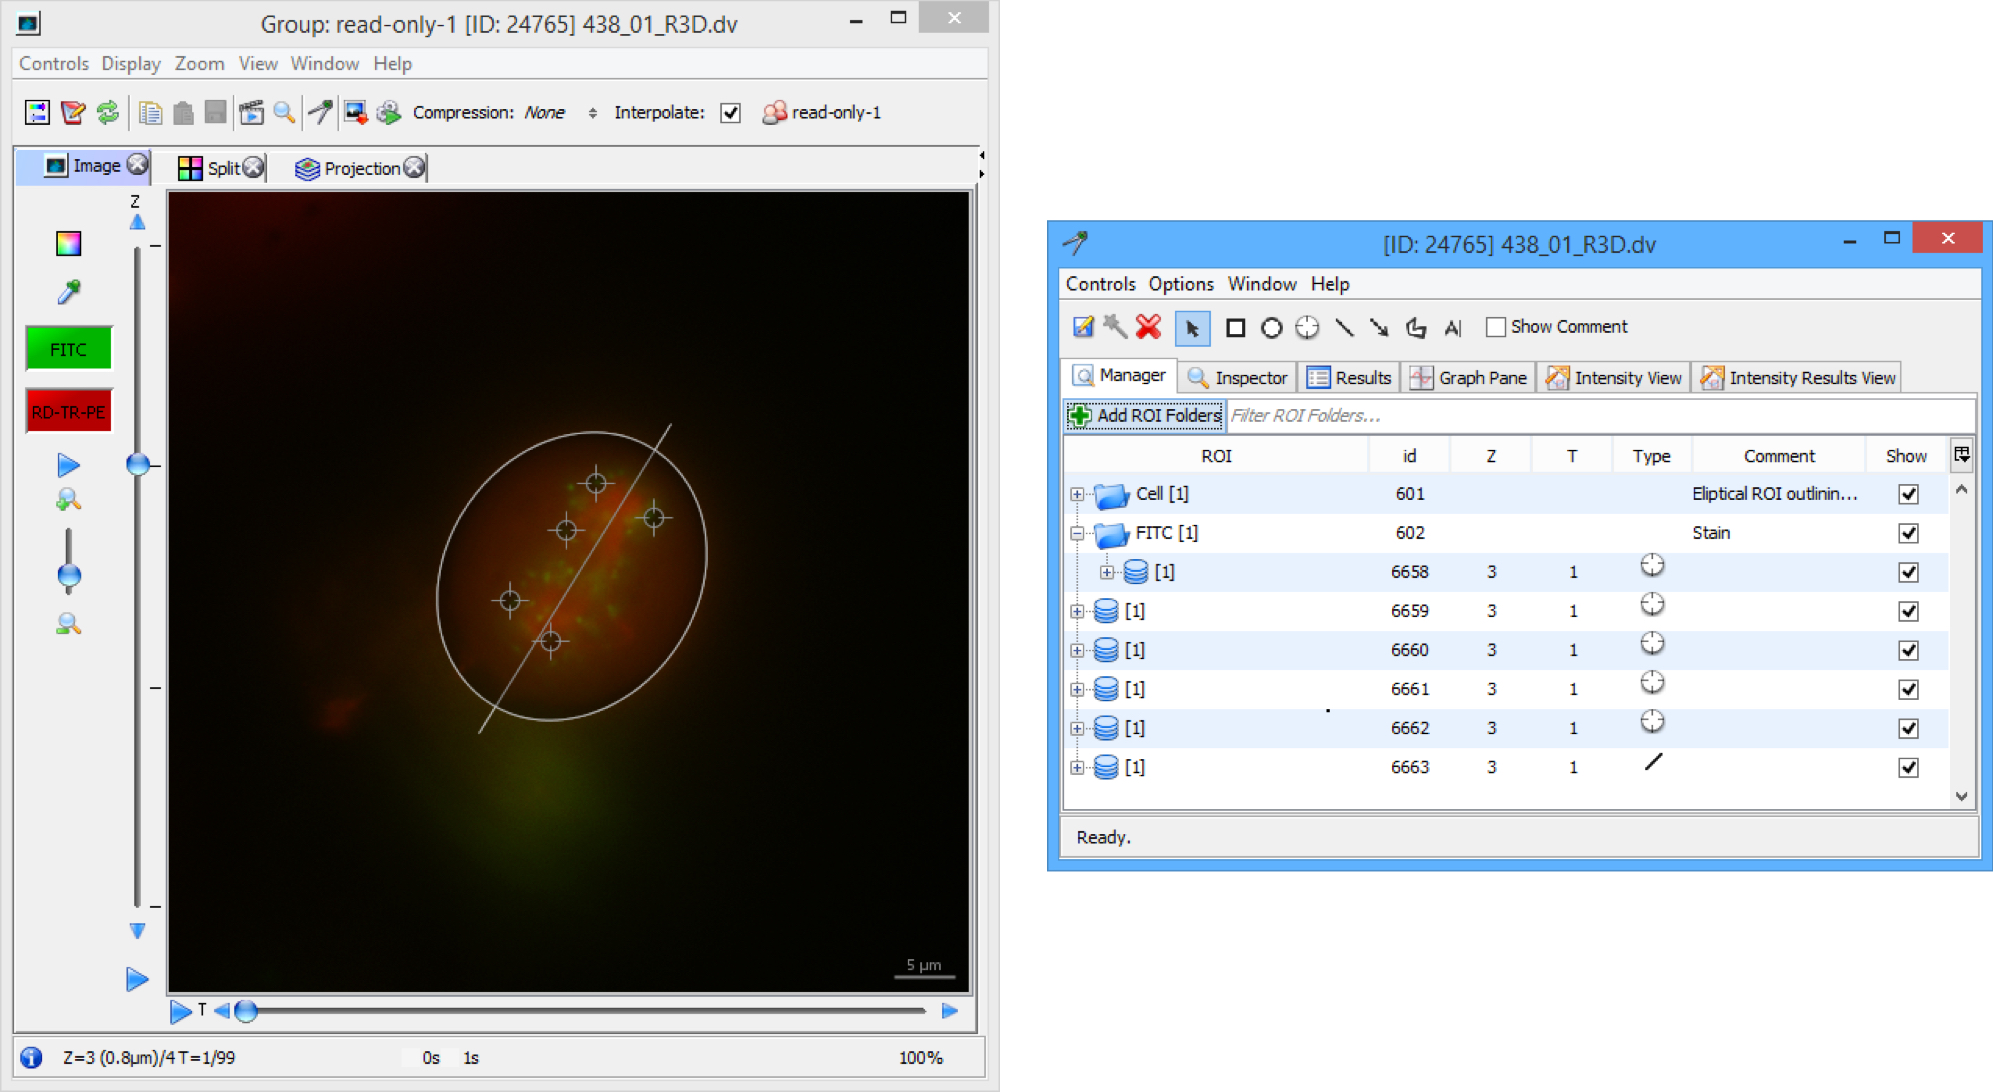 Group: read-only-1 [ID: 24765] 438_01_R3D.dv
Controls Display Zoom View Window Help
Compression: None Interpolate: read-only-1
Image Split Projection
Z
FITC
RD-TR-PE
5 µm
T
Z=3 (0.8µm)/4 T=1/99 0s 1s 100%
[ID: 24765] 438_01_R3D.dv
Controls Options Window Help
A Show Comment
Manager Inspector Results Graph Pane Intensity View Intensity Results View
Add ROI Folders Filter ROI Folders...
ROI id Z T Type Comment Show
Cell [1] 601 Eliptical ROI outlinin...
FITC [1] 602 Stain
[1] 6658 3 1
[1] 6659 3 1
[1] 6660 3 1
[1] 6661 3 1
[1] 6662 3 1
[1] 6663 3 1
Ready.